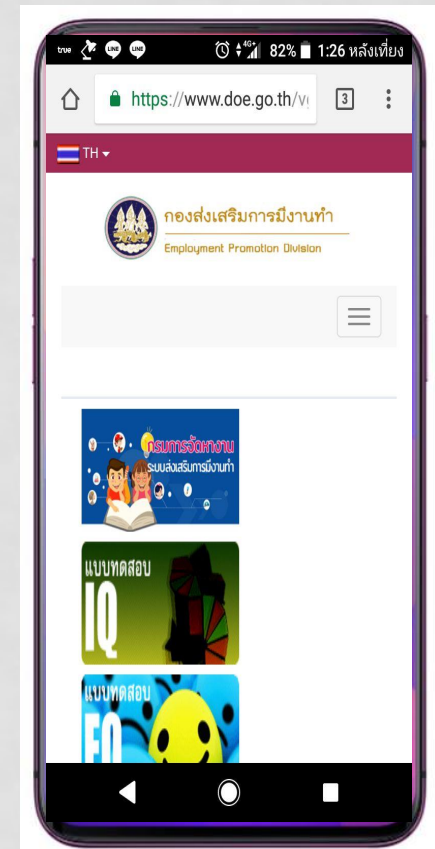 true LINE LINE 4G+ 82% 1:26 หลังเที่ยง
https://www.doe.go.th/v
3
TH
กองส่งเสริมการมีงานทำ
Employment Promotion Division
กรมการจัดหางาน
ระบบส่งเสริมการมีงานทำ
แบบทดสอบ
IQ
แบบทดสอบ
EQ